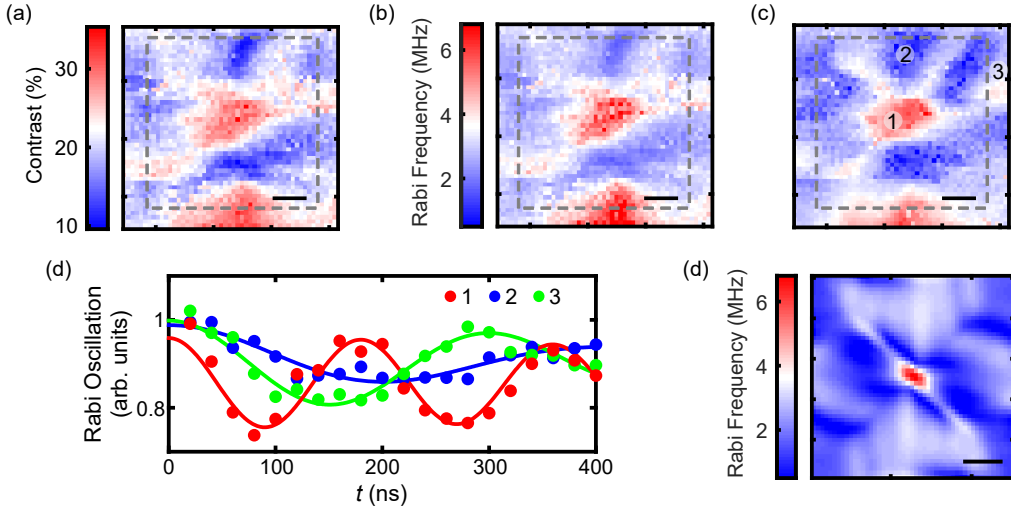 (a)
Contrast (%)
30
20
10
(b)
Rabi Frequency (MHz)
6
4
2
(c)
1
2
3
(d)
Rabi Oscillation
(arb. units)
1
0.8
1 2 3
0 100 200 300 400
t (ns)
(d)
Rabi Frequency (MHz)
6
4
2